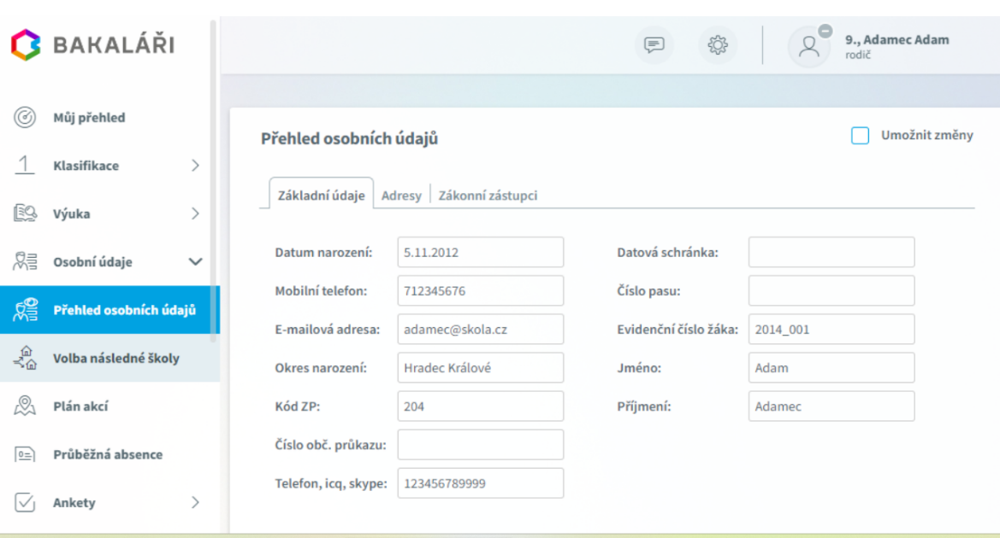 BAKALÁŘI
9., Adamec Adam
rodič
Můj přehled
1 Klasifikace
Výuka
Osobní údaje
Přehled osobních údajů
Volba následné školy
Plán akcí
Průběžná absence
Ankety
Přehled osobních údajů
Umožnit změny
Základní údaje Adresy Zákonní zástupci
Datum narození: 5.11.2012 Datová schránka:
Mobilní telefon: 712345676 Číslo pasu:
E-mailová adresa: adamec@skola.cz Evidenční číslo žáka: 2014_001
Okres narození: Hradec Králové Jméno: Adam
Kód ZP: 204 Příjmení: Adamec
Číslo obč. průkazu:
Telefon, icq, skype: 123456789999